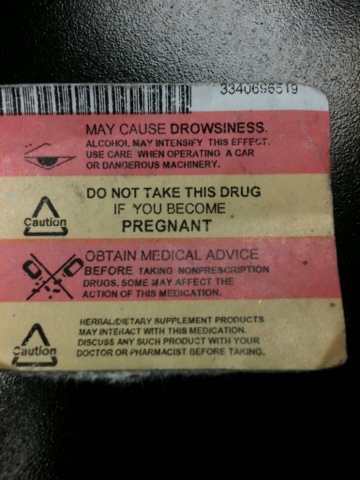 3340696519
MAY CAUSE DROWSINESS.
ALCOHOL MAY INTENSIFY THIS EFFECT.
USE CARE WHEN OPERATING A CAR
OR DANGEROUS MACHINERY.
Caution
DO NOT TAKE THIS DRUG
IF YOU BECOME
PREGNANT
OBTAIN MEDICAL ADVICE
BEFORE TAKING NONPRESCRIPTION
DRUGS. SOME MAY AFFECT THE
ACTION OF THIS MEDICATION.
Caution
HERBAL/DIETARY SUPPLEMENT PRODUCTS
MAY INTERACT WITH THIS MEDICATION.
DISCUSS ANY SUCH PRODUCT WITH YOUR
DOCTOR OR PHARMACIST BEFORE TAKING.